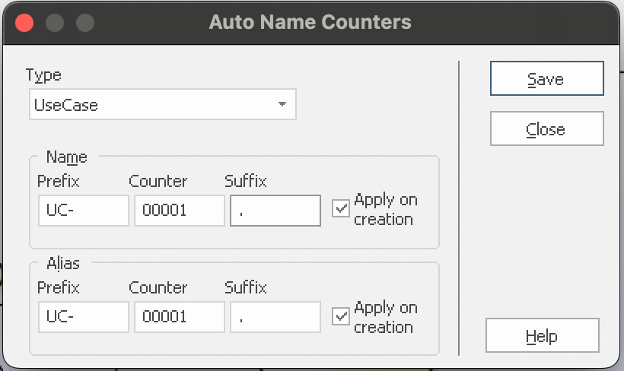 Auto Name Counters
Type
UseCase
Save
Close
Name
Prefix Counter Suffix
UC- 00001 . Apply on creation
Alias
Prefix Counter Suffix
UC- 00001 . Apply on creation
Help